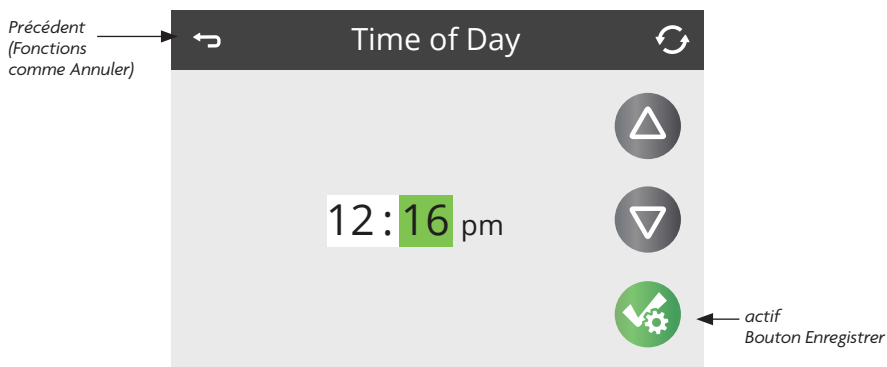 Précédent
(Fonctions
comme Annuler)
Time of Day
12:16 pm
actif
Bouton Enregistrer